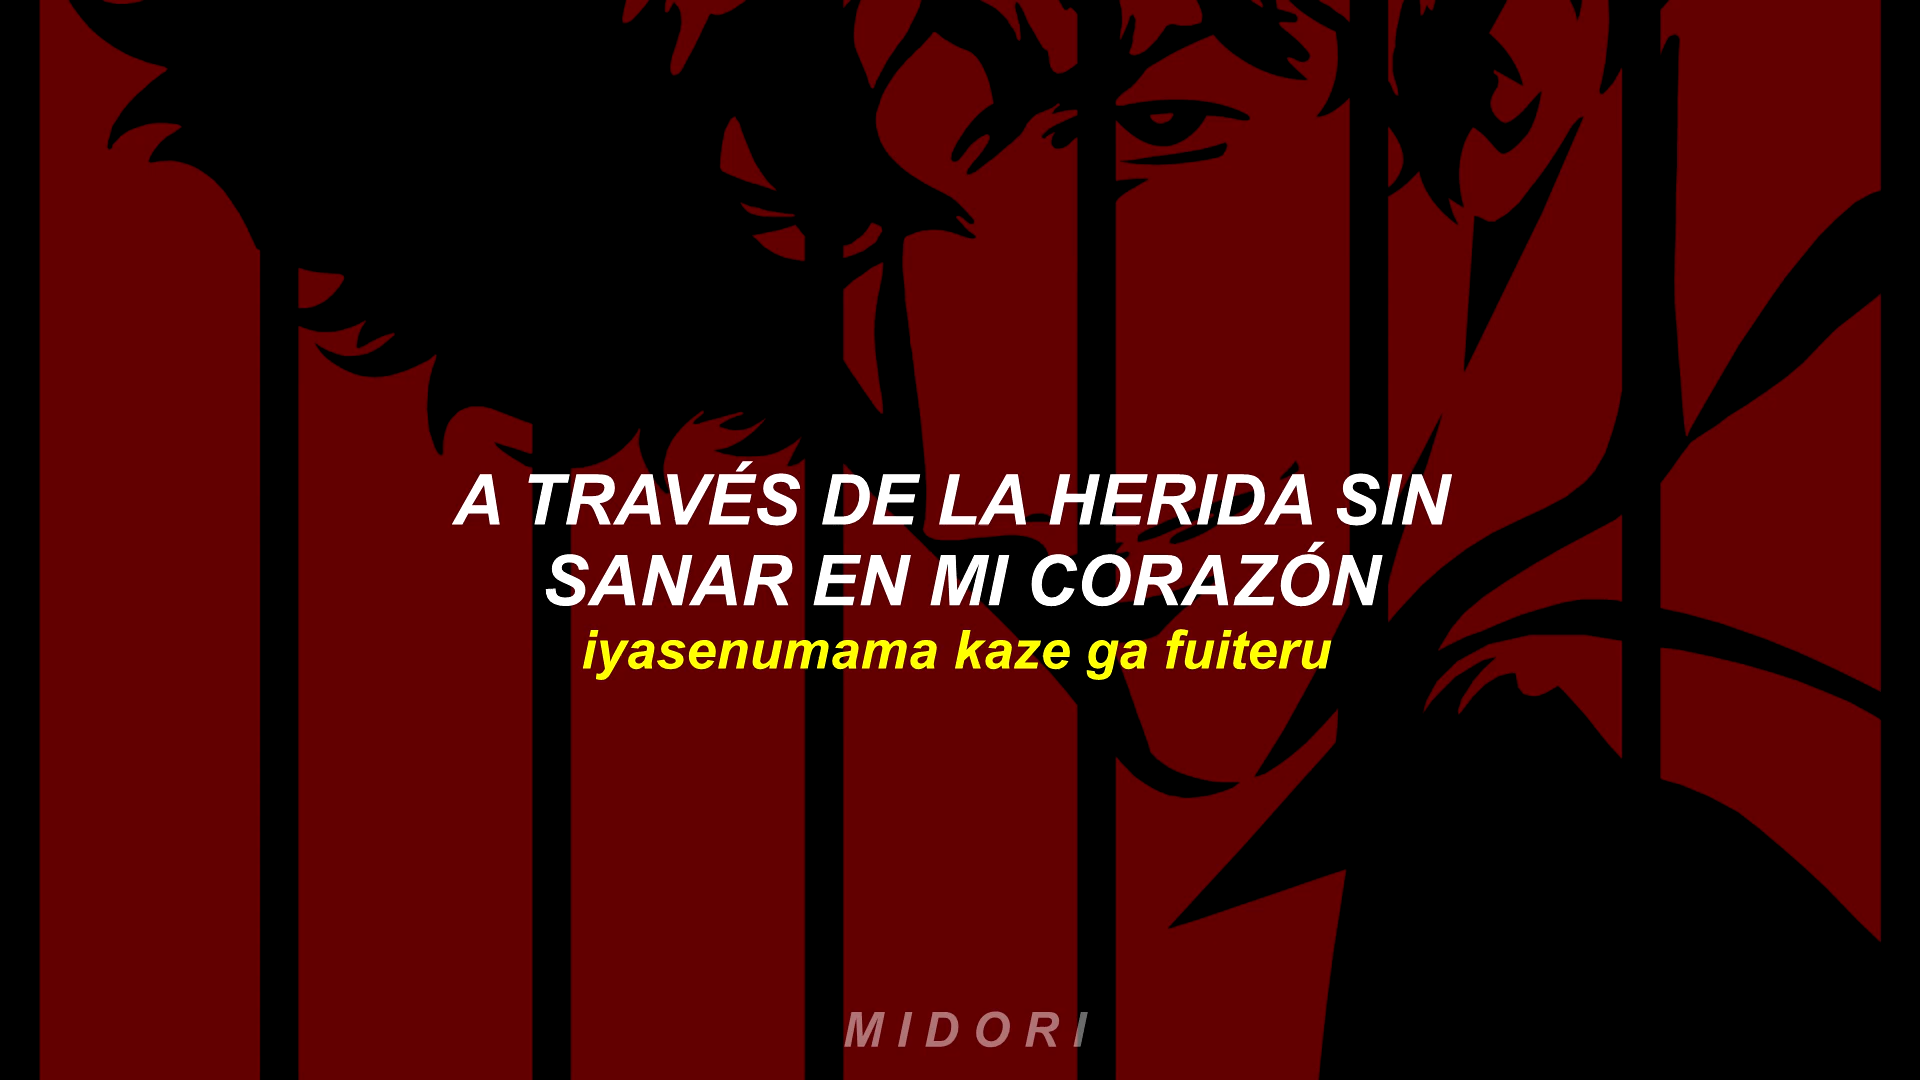 A TRAVÉS DE LA HERIDA SIN
SANAR EN MI CORAZÓN
iyasenumama kaze ga fuiteru
MIDORI